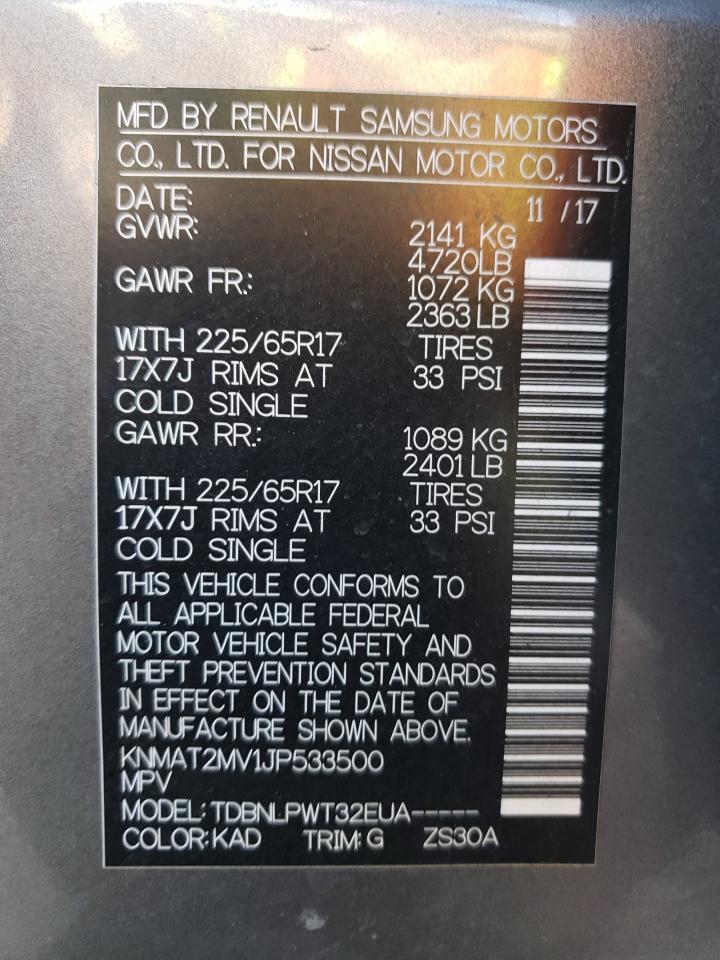 MFD BY RENAULT SAMSUNG MOTORS
CO., LTD. FOR NISSAN MOTOR CO., LTD.
DATE: 11 /17
GVWR: 2141 KG
4720LB
GAWR FR.: 1072 KG
2363 LB
WITH 225/65R17 TIRES
17X7J RIMS AT 33 PSI
COLD SINGLE
GAWR RR.: 1089 KG
2401 LB
WITH 225/65R17 TIRES
17X7J RIMS AT 33 PSI
COLD SINGLE
THIS VEHICLE CONFORMS TO
ALL APPLICABLE FEDERAL
MOTOR VEHICLE SAFETY AND
THEFT PREVENTION STANDARDS
IN EFFECT ON THE DATE OF
MANUFACTURE SHOWN ABOVE.
KNMAT2MV1JP533500
MPV
MODEL: TDBNLPWT32EUA-----
COLOR: KAD TRIM: G ZS30A